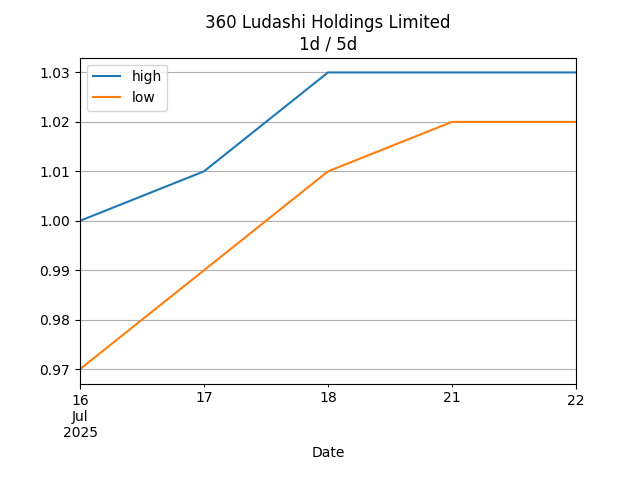 360 Ludashi Holdings Limited
1d / 5d
high
low
1.03
1.02
1.01
1.00
0.99
0.98
0.97
16 17 18 21 22
Jul
2025
Date